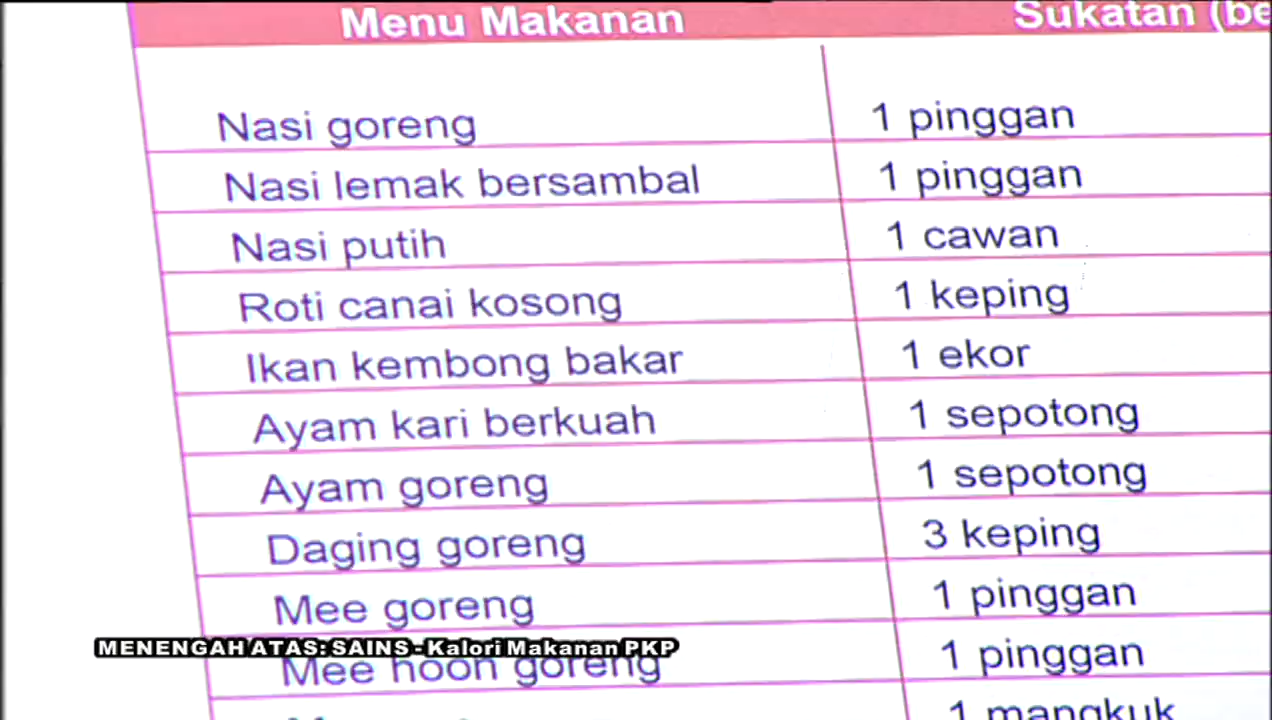 Menu Makanan Sukatan
Nasi goreng 1 pinggan
Nasi lemak bersambal 1 pinggan
Nasi putih 1 cawan
Roti canai kosong 1 keping
Ikan kembong bakar 1 ekor
Ayam kari berkuah 1 sepotong
Ayam goreng 1 sepotong
Daging goreng 3 keping
Mee goreng 1 pinggan
MENENGAH ATAS: SAINS - Kalori Makanan PKP
Mee hoon goreng 1 pinggan
1 mangkuk